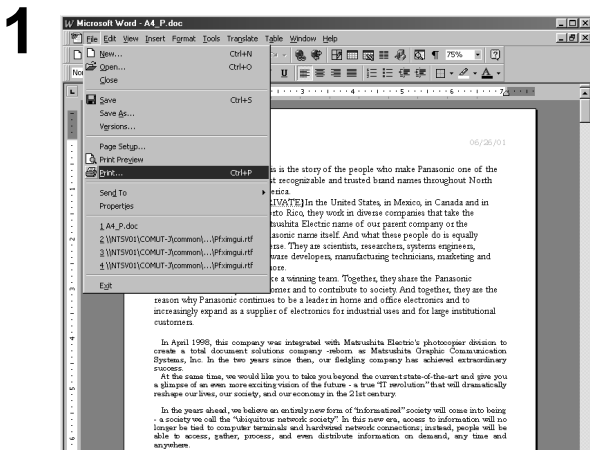 1
Microsoft Word - A4_P.doc
File Edit View Insert Format Tools Translate Table Window Help
75%
New... Ctrl+N
Open... Ctrl+O
Close
Save Ctrl+S
Save As...
Versions...
Page Setup...
Print Preview
Print... Ctrl+P
Send To
Properties
1 A4_P.doc
2 \\NTSV01\COMUT-J\common\...\Pfximgui.rtf
3 \\NTSV01\COMUT-J\common\...\Pfximgui.rtf
4 \\NTSV01\COMUT-J\common\...\Pfximgui.rtf
Exit
U
3 4 5 6 7
06/26/01
is is the story of the people who make Panasonic one of the
st recognizable and trusted brand names throughout North
erica.
IVATE}In the United States, in Mexico, in Canada and in
rto Rico, they work in diverse companies that take the
tsushita Electric name of our parent company or the
asonic name itself. And what these people do is equally
erse. They are scientists, researchers, systems engineers,
ware developers, manufacturing technicians, marketing and
more.
ke a winning team. Together, they share the Panasonic
omer and to contribute to society. And together, they are the
reason why Panasonic continues to be a leader in home and office electronics and to
increasingly expand as a supplier of electronics for industrial uses and for large institutional
customers.
In April 1998, this company was integrated with Matsushita Electric's photocopier division to
create a total document solutions company -reborn as Matsushita Graphic Communication
Systems, Inc. In the two years since then, our fledgling company has achieved extraordinary
success.
At the same time, we would like you to take you beyond the current state-of-the-art and give you
a glimpse of an even more exciting vision of the future - a true "IT revolution" that will dramatically
reshape our lives, our society, and our economy in the 21st century.
In the years ahead, we believe an entirely new form of "informatized" society will come into being
- a society we call the "ubiquitous network society". In this new era, access to information will no
longer be tied to computer terminals and hardwired network connections; instead, people will be
able to access, gather, process, and even distribute information on demand, any time and
anywhere.